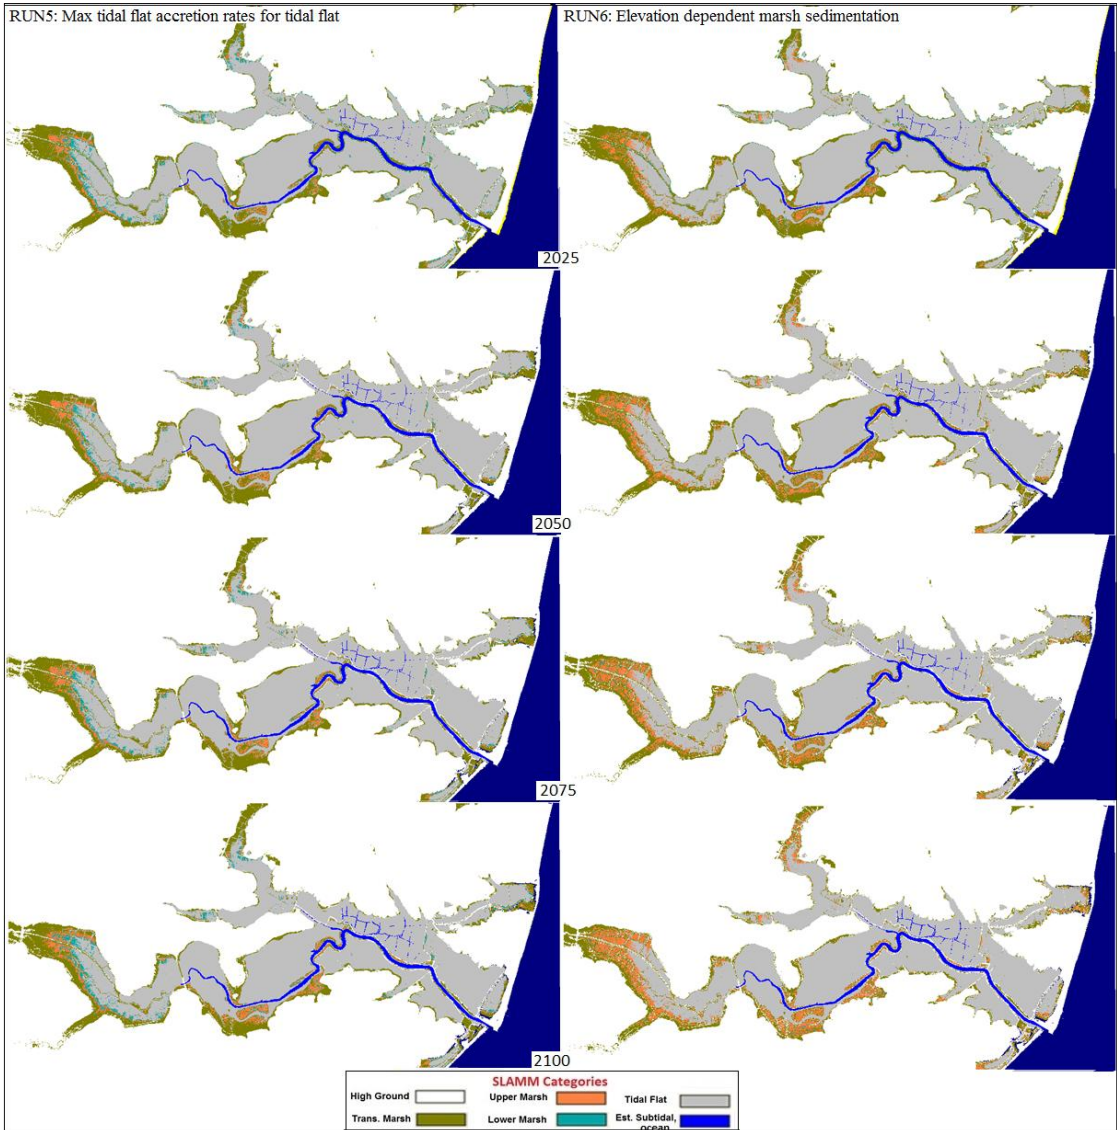 RUN5: Max tidal flat accretion rates for tidal flat
RUN6: Elevation dependent marsh sedimentation
2025
2050
2075
2100
SLAMM Categories
High Ground
Upper Marsh
Tidal Flat
Trans. Marsh
Lower Marsh
Est. Subtidal,
ocean